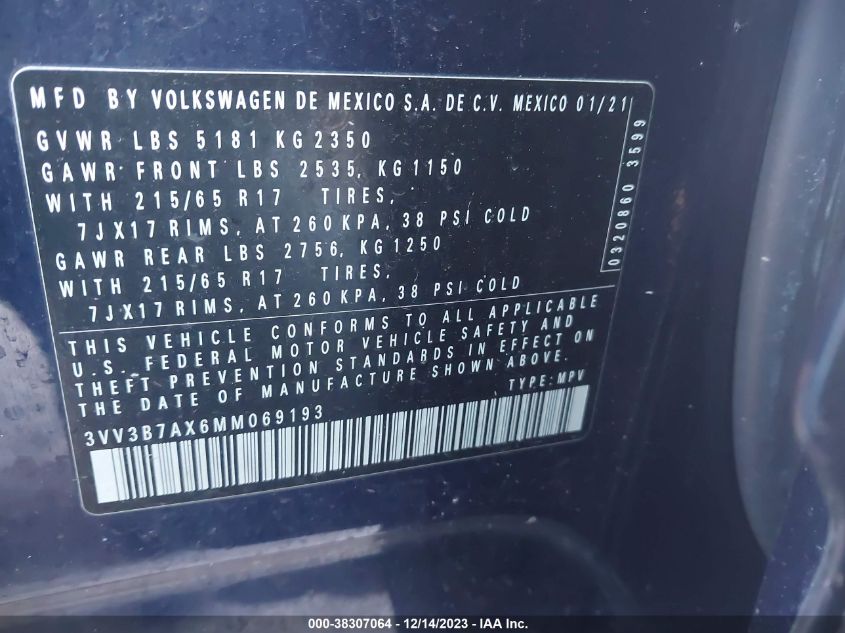 MFD BY VOLKSWAGEN DE MEXICO S.A. DE C.V. MEXICO 01/21
GVWR LBS 5181 KG 2350
GAWR FRONT LBS 2535, KG 1150
WITH 215/65 R17 TIRES,
7JX17 RIMS, AT 260 KPA, 38 PSI COLD
GAWR REAR LBS 2756, KG 1250
WITH 215/65 R17 TIRES,
7JX17 RIMS, AT 260 KPA, 38 PSI COLD
0320860 3599
THIS VEHICLE CONFORMS TO ALL APPLICABLE
U.S. FEDERAL MOTOR VEHICLE SAFETY AND
THEFT PREVENTION STANDARDS IN EFFECT ON
THE DATE OF MANUFACTURE SHOWN ABOVE.
3VV3B7AX6MM069193 TYPE: MPV
000-38307064 - 12/14/2023 - IAA Inc.